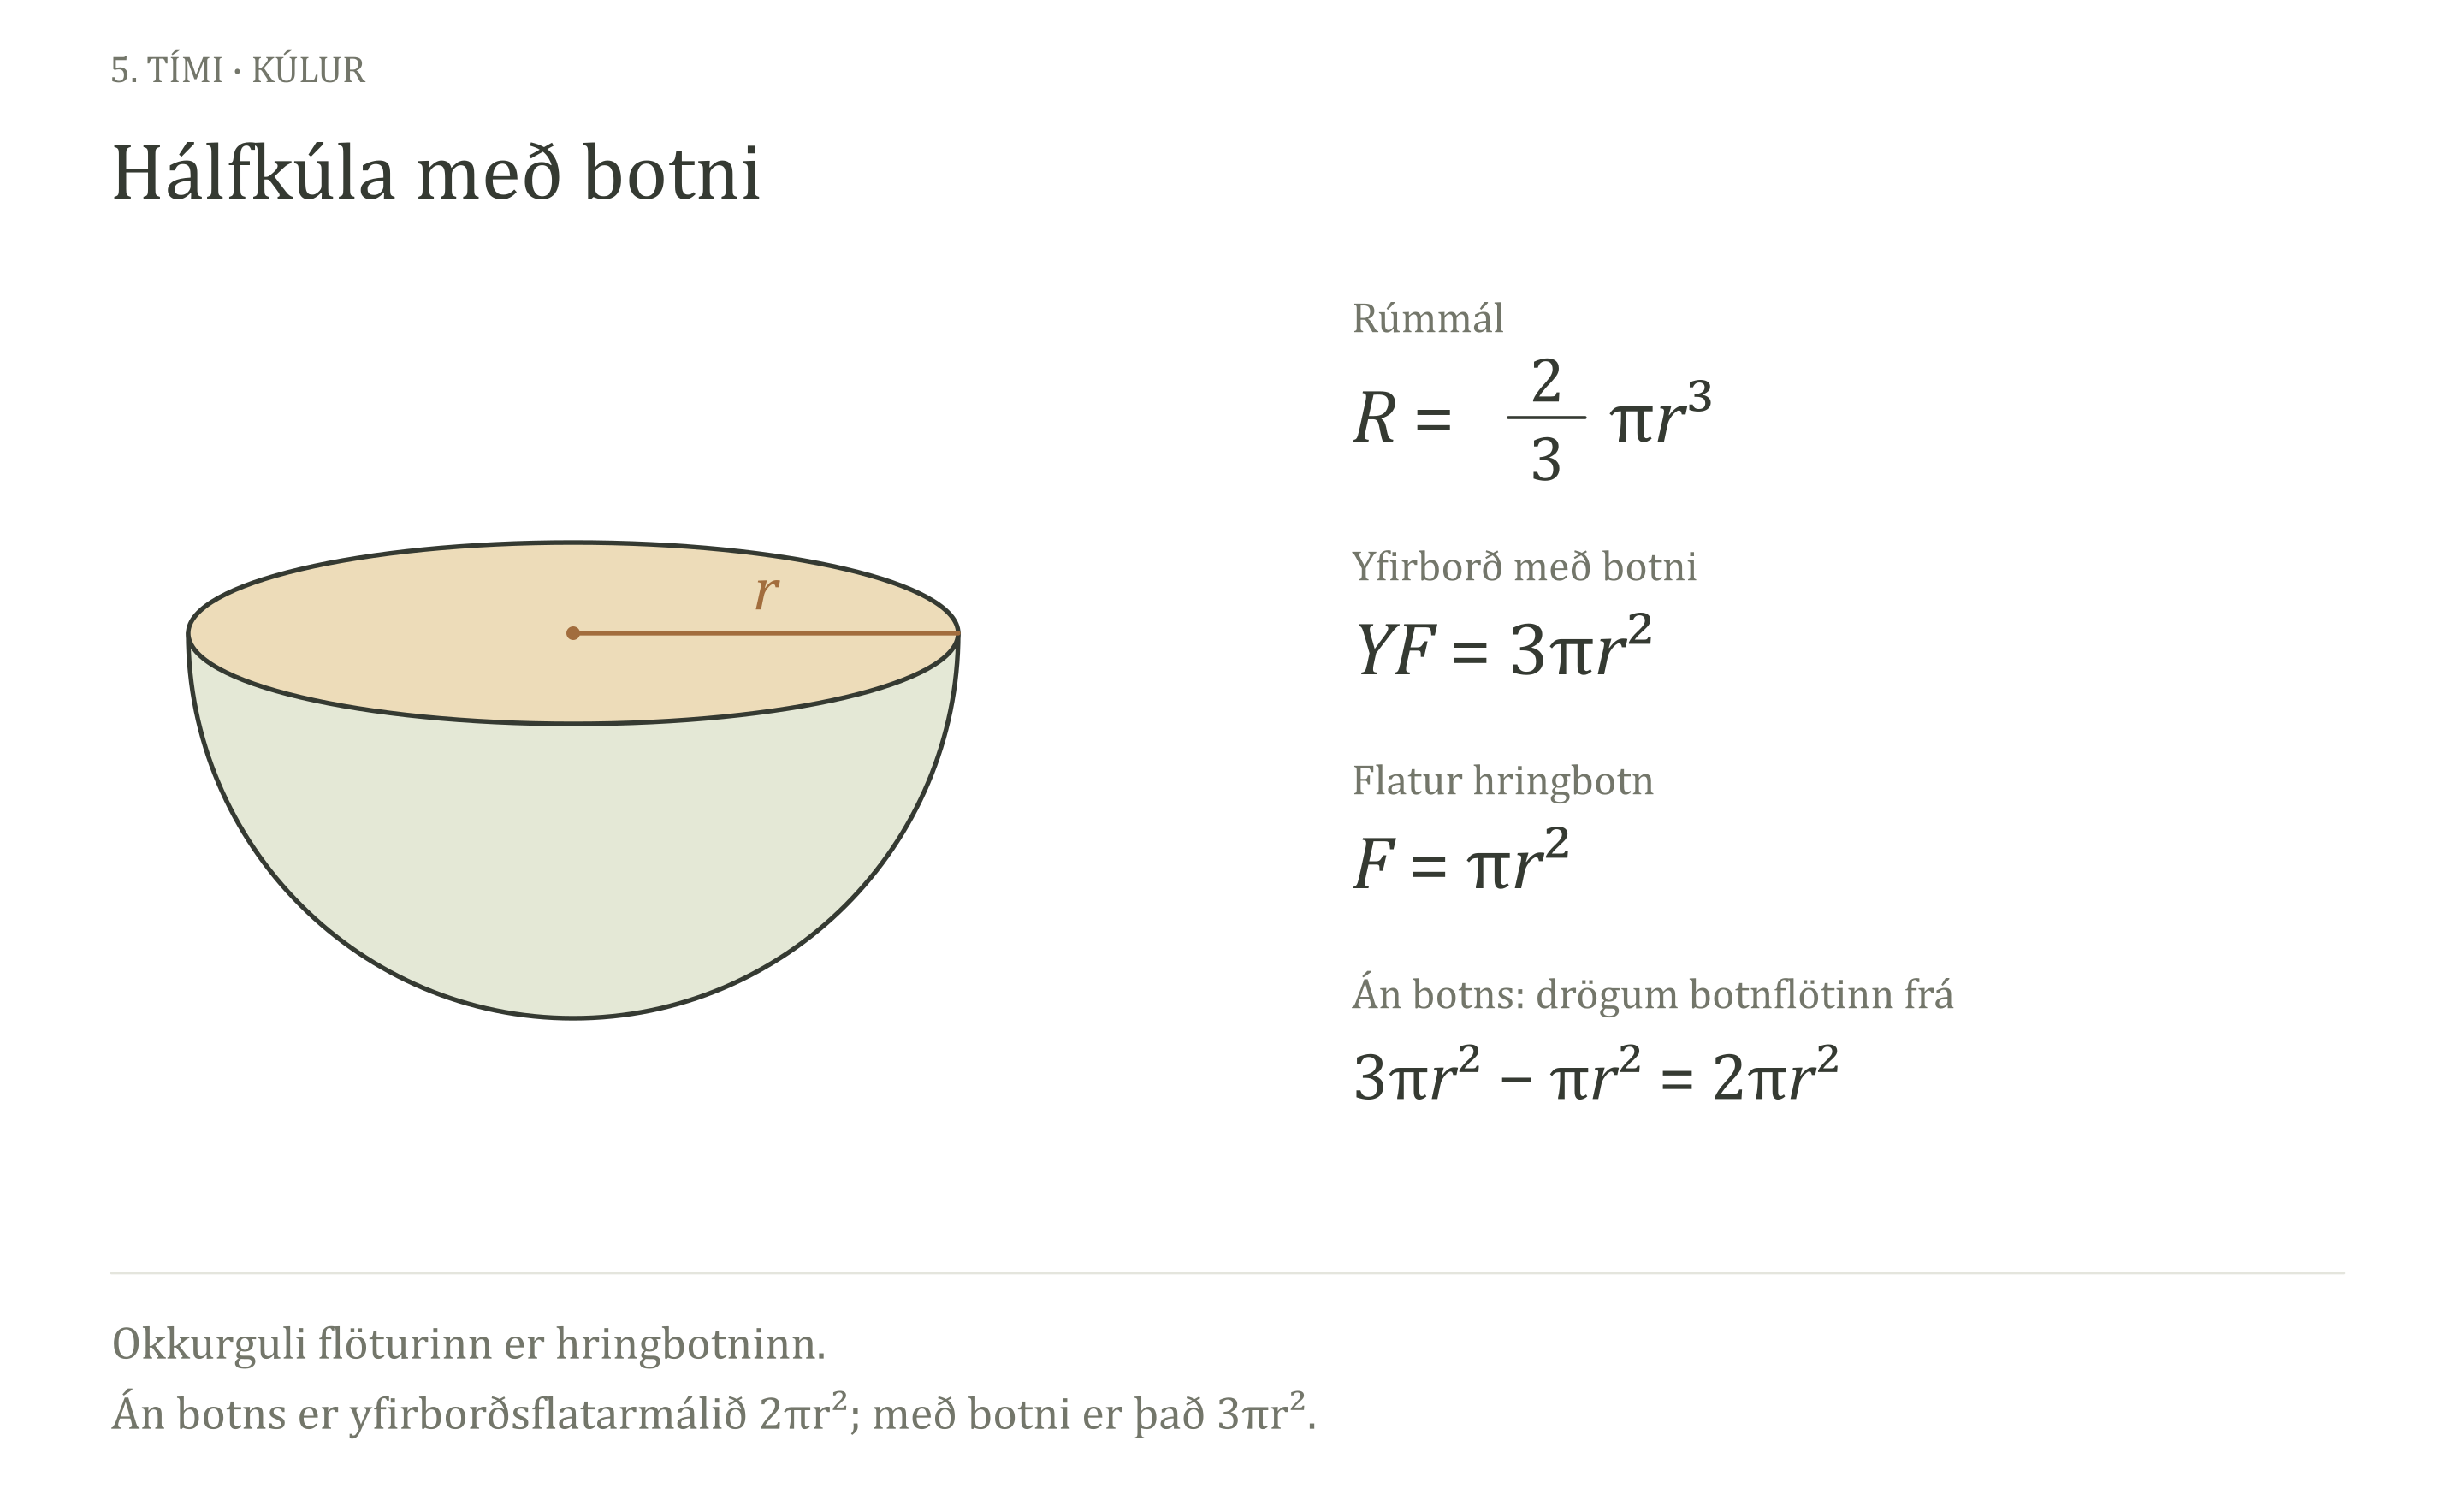 5. TÍMI · KÚLUR
Hálfkúla með botni
r
Rúmmál
R = 2/3 πr³
Yfirborð með botni
YF = 3πr²
Flatur hringbotn
F = πr²
Án botns: drögum botnflötinn frá
3πr² − πr² = 2πr²
Okkurguli flöturinn er hringbotninn.
Án botns er yfirborðsflatarmálið 2πr²; með botni er það 3πr².